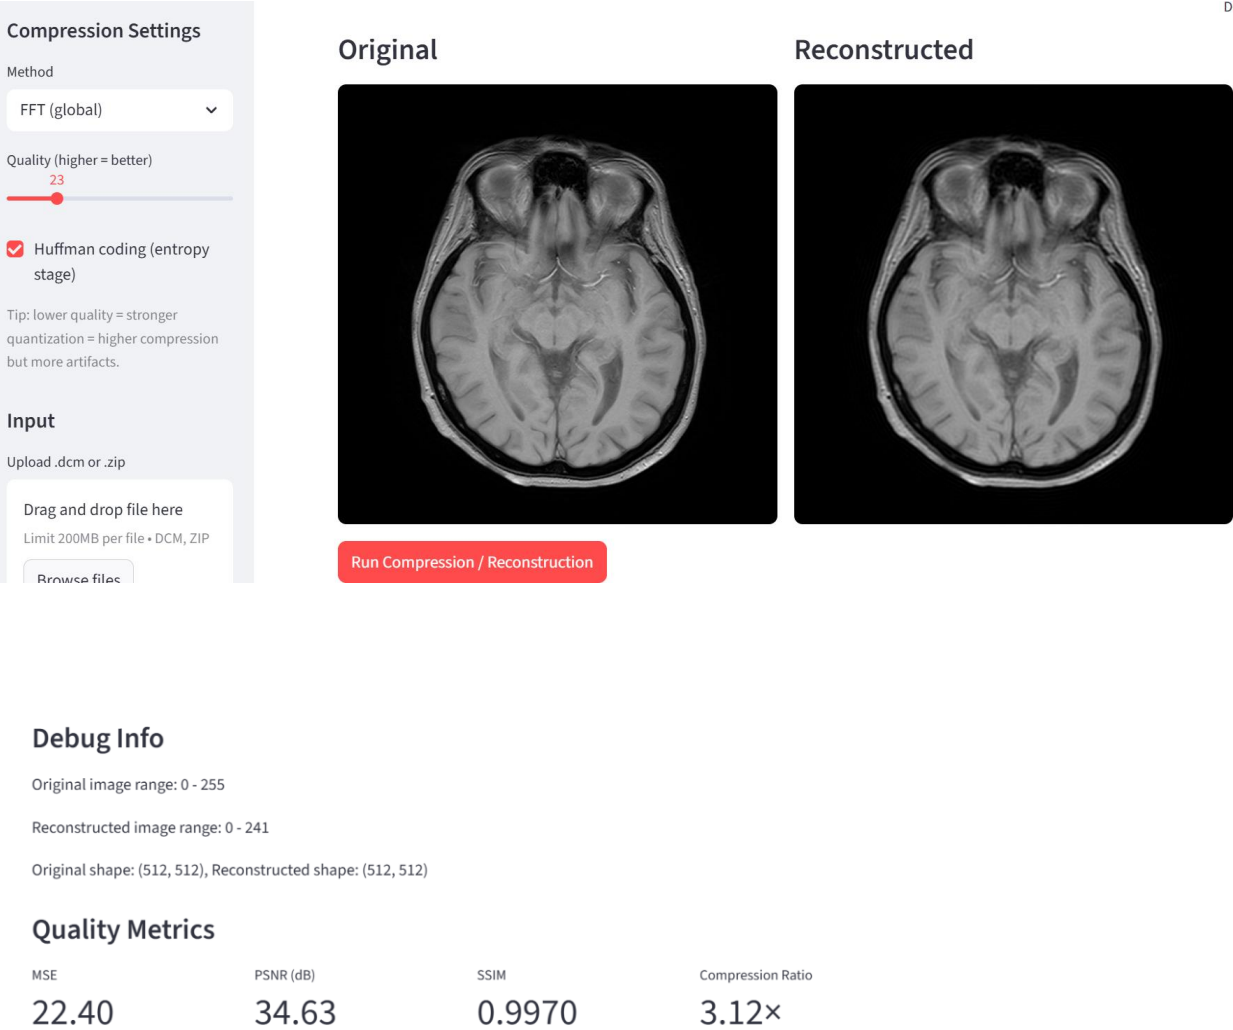 Compression Settings
Method
FFT (global)
Quality (higher = better)
23
Huffman coding (entropy
stage)
Tip: lower quality = stronger
quantization = higher compression
but more artifacts.
Input
Upload .dcm or .zip
Drag and drop file here
Limit 200MB per file • DCM, ZIP
Browse files
D
Original
Reconstructed
Run Compression / Reconstruction
Debug Info
Original image range: 0 - 255
Reconstructed image range: 0 - 241
Original shape: (512, 512), Reconstructed shape: (512, 512)
Quality Metrics
MSE
PSNR (dB)
SSIM
Compression Ratio
22.40
34.63
0.9970
3.12×